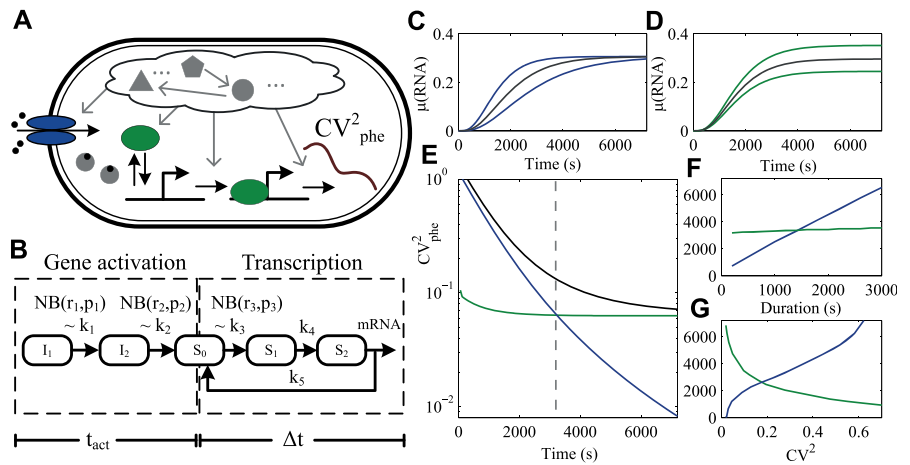 A
... ...
CV²phe
B
Gene activation Transcription
NB(r₁,p₁) NB(r₂,p₂) NB(r₃,p₃)
~ k₁ ~ k₂ ~ k₃ k₄ mRNA
I₁ I₂ S₀ S₁ S₂
k₅
tact Δt
C
μ(RNA)
0.4
0.2
0
0 2000 4000 6000
Time (s)
D
μ(RNA)
0.4
0.2
0
0 2000 4000 6000
Time (s)
E
CV²phe
10⁰
10⁻¹
10⁻²
0 2000 4000 6000
Time (s)
F
6000
4000
2000
0
0 1000 2000 3000
Duration (s)
G
6000
4000
2000
0
0 0.2 0.4 0.6
CV²